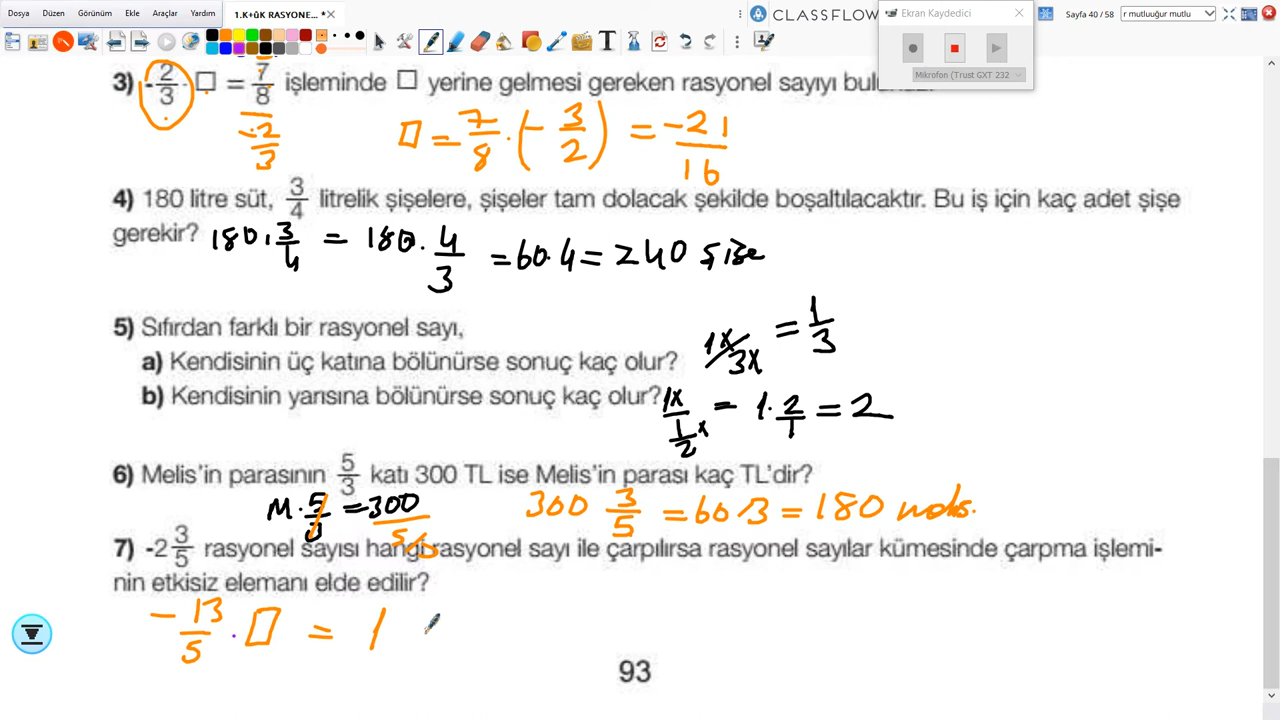 Dosya Düzen Görünüm Ekle Araçlar Yardım
1.K+ûK RASYONE...*
CLASSFLOW
Ekran Kaydedici
Mikrofon (Trust GXT 232
Sayfa 40 / 58
r mutluuğur mutlu
3) -2/3 · □ = 7/8 işleminde □ yerine gelmesi gereken rasyonel sayıyı
-2/3
□ = 7/8 · (- 3/2) = -21/16
4) 180 litre süt, 3/4 litrelik şişelere, şişeler tam dolacak şekilde boşaltılacaktır. Bu iş için kaç adet şişe
gerekir? 180 · 3/4 = 180 · 4/3 = 60 · 4 = 240 şişe
5) Sıfırdan farklı bir rasyonel sayı,
a) Kendisinin üç katına bölünürse sonuç kaç olur? 1x/3x = 1/3
b) Kendisinin yarısına bölünürse sonuç kaç olur? 1x/1/2x = 1 · 2/1 = 2
6) Melis'in parasının 5/3 katı 300 TL ise Melis'in parası kaç TL'dir?
M · 5/3 = 300 300 3/5 = 60 3 = 180
7) -2 3/5 rasyonel sayısı hangi rasyonel sayı ile çarpılırsa rasyonel sayılar kümesinde çarpma işlemi-
nin etkisiz elemanı elde edilir?
-13/5 · □ = 1
93